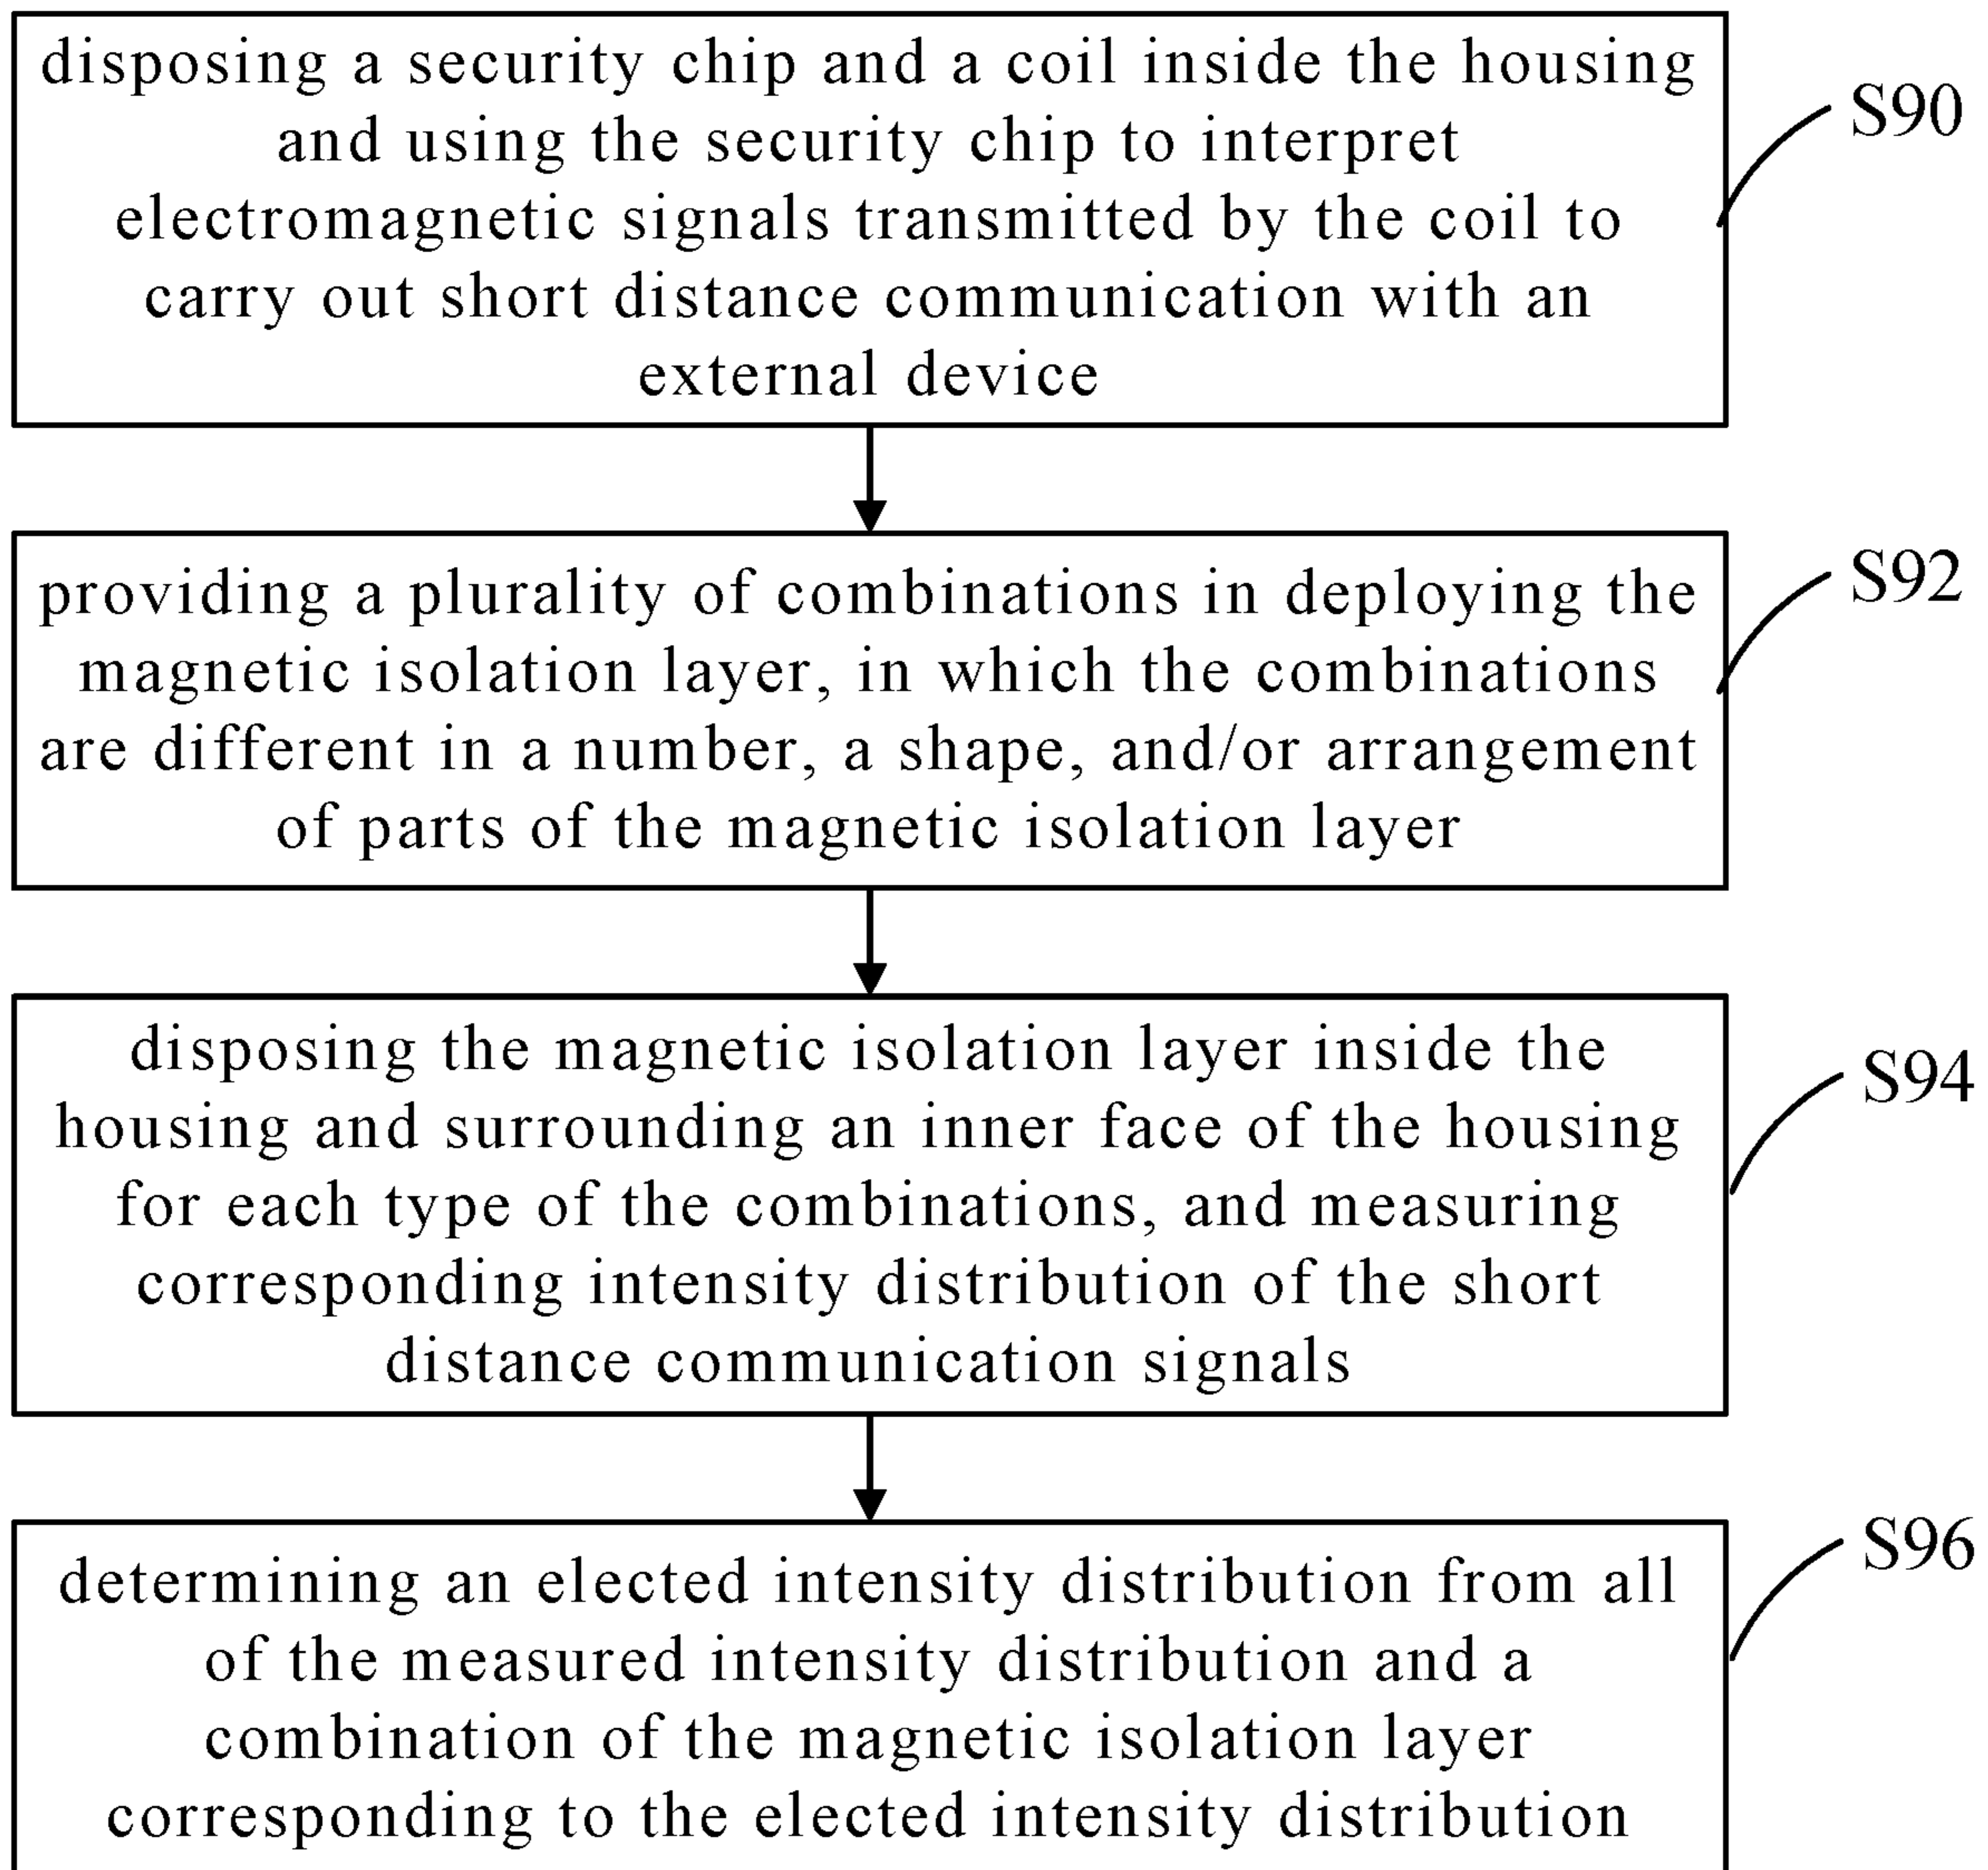 disposing a security chip and a coil inside the housing
and using the security chip to interpret
electromagnetic signals transmitted by the coil to
carry out short distance communication with an
external device
S90
providing a plurality of combinations in deploying the
magnetic isolation layer, in which the combinations
are different in a number, a shape, and/or arrangement
of parts of the magnetic isolation layer
S92
disposing the magnetic isolation layer inside the
housing and surrounding an inner face of the housing
for each type of the combinations, and measuring
corresponding intensity distribution of the short
distance communication signals
S94
determining an elected intensity distribution from all
of the measured intensity distribution and a
combination of the magnetic isolation layer
corresponding to the elected intensity distribution
S96